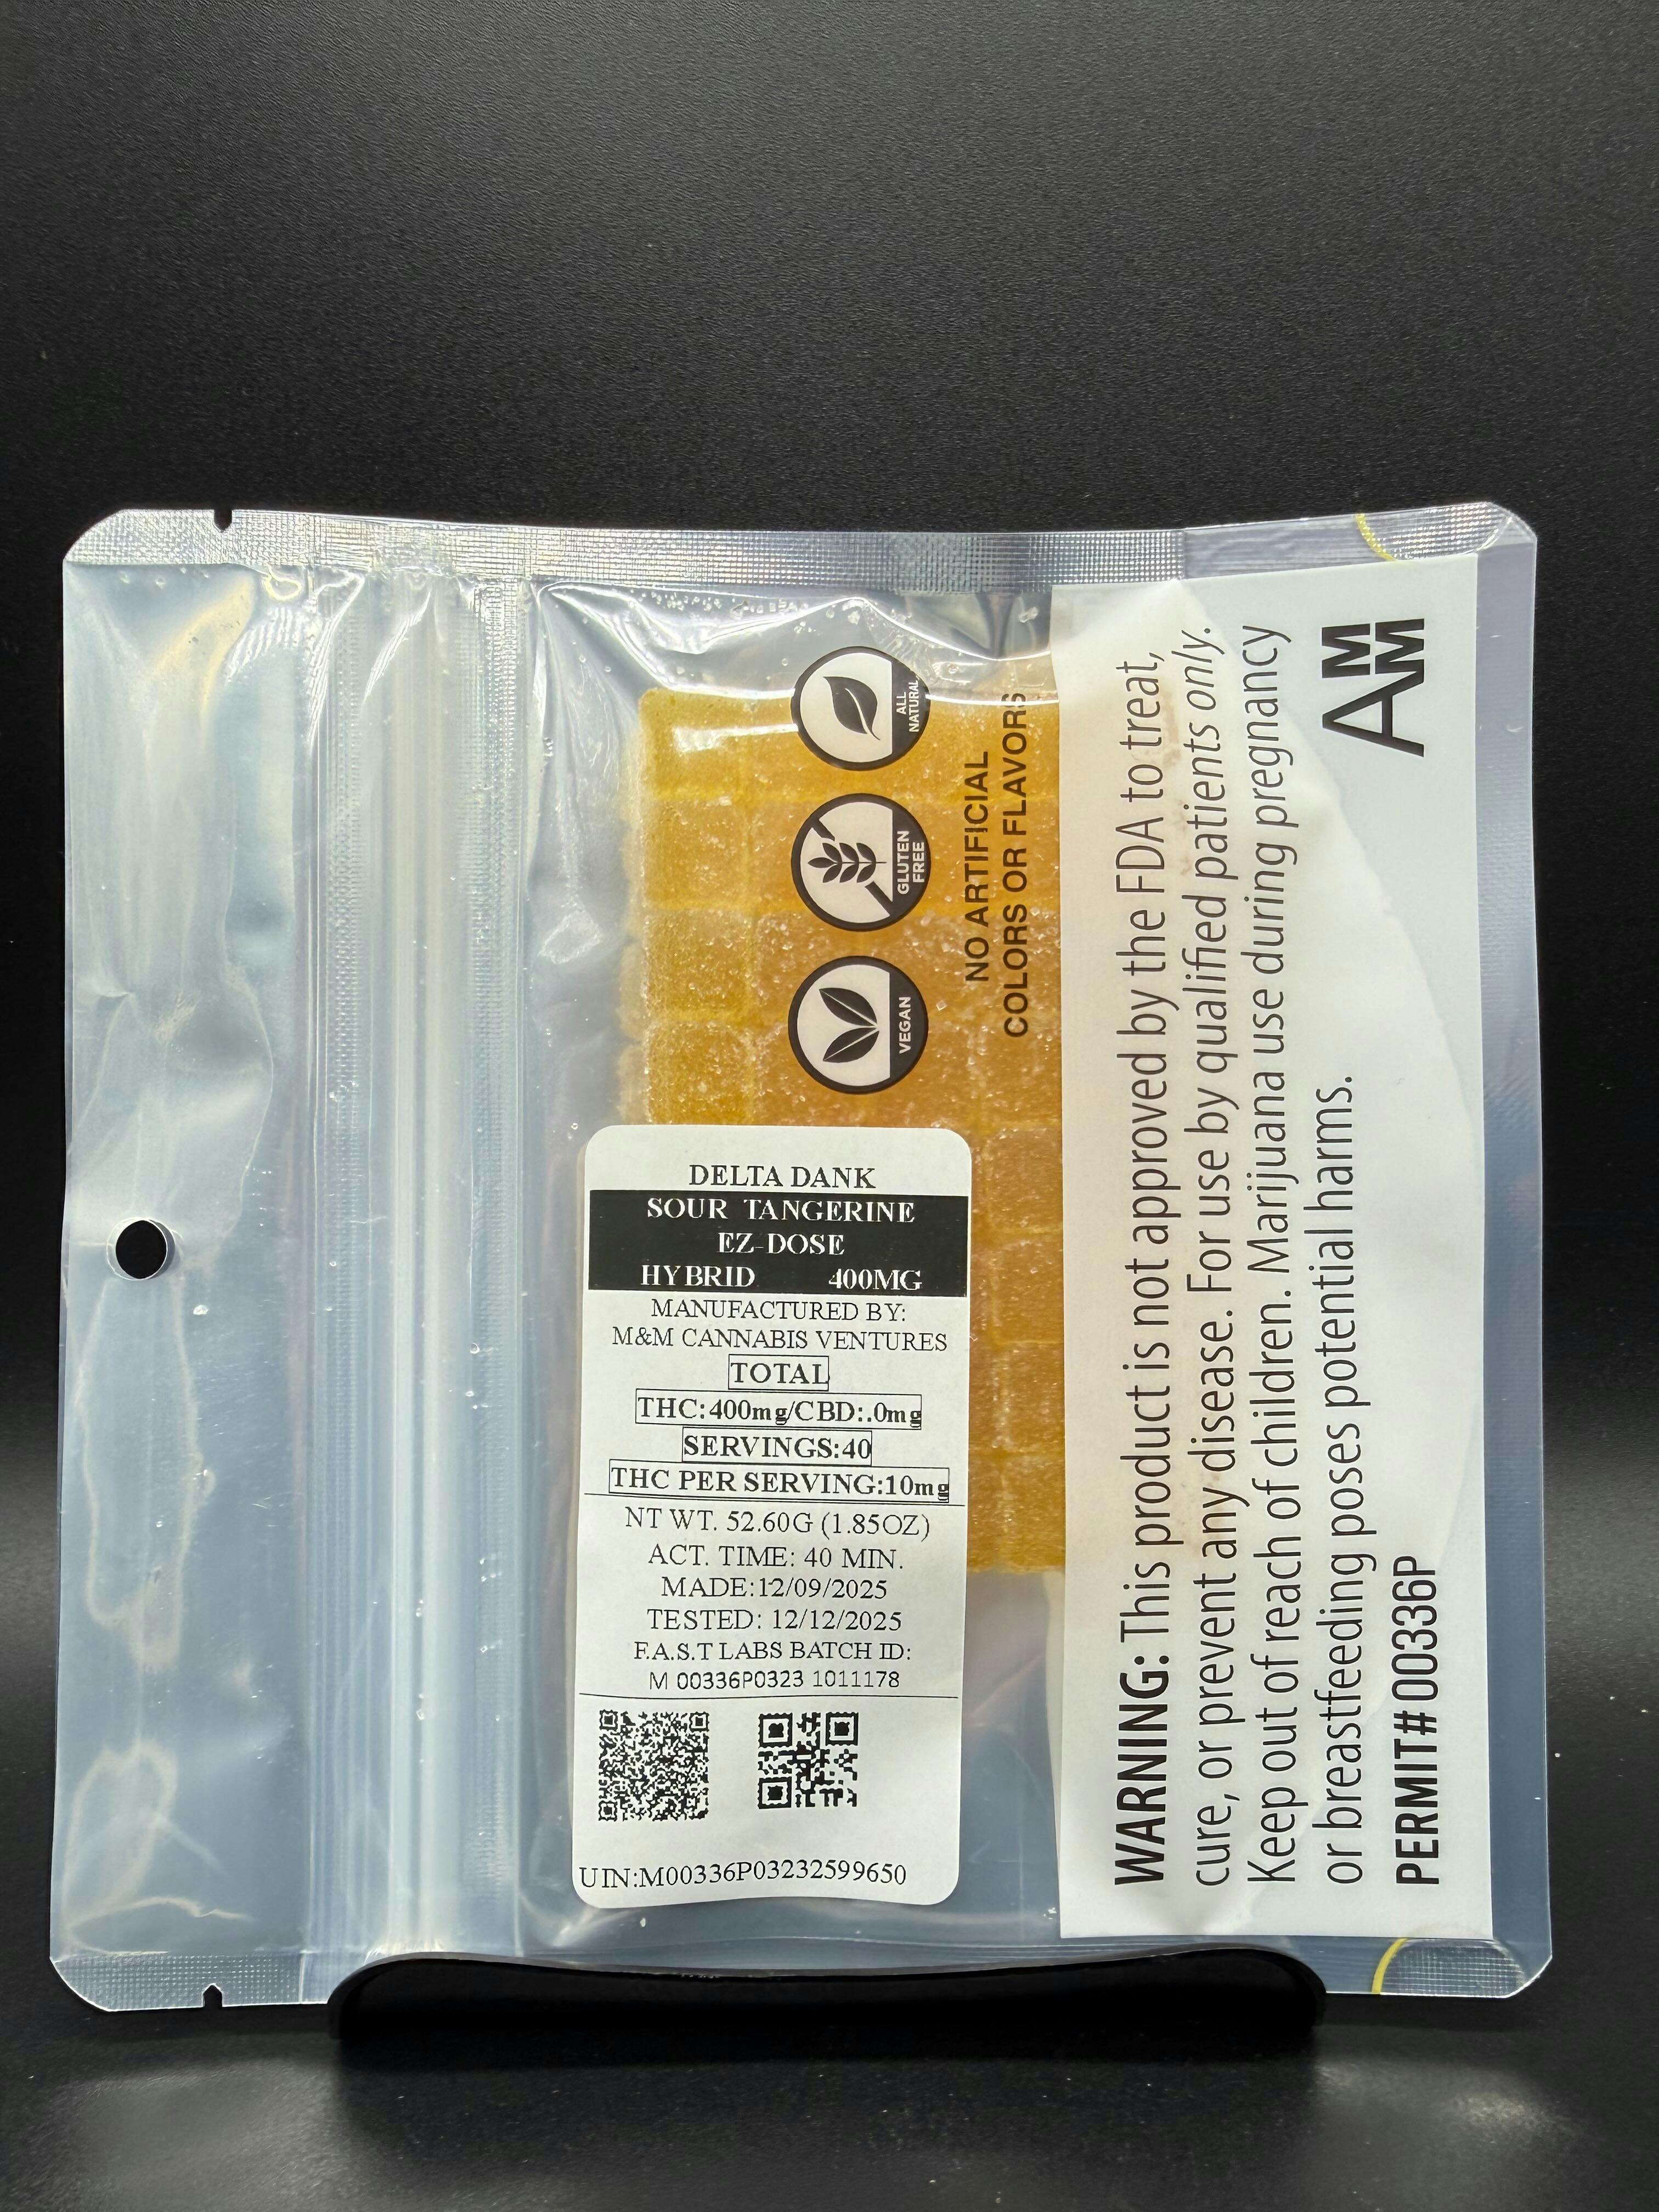 DELTA DANK
SOUR TANGERINE
EZ-DOSE
HYBRID 400MG
MANUFACTURED BY:
M&M CANNABIS VENTURES
TOTAL
THC:400mg/CBD:.0mg
SERVINGS:40
THC PER SERVING:10mg
NT WT. 52.60G (1.85OZ)
ACT. TIME: 40 MIN.
MADE:12/09/2025
TESTED: 12/12/2025
F.A.S.T LABS BATCH ID:
M 00336P0323 1011178
UIN:M00336P03232599650
VEGAN
GLUTEN
FREE
ALL
NATURAL
NO ARTIFICIAL
COLORS OR FLAVORS
WARNING: This product is not approved by the FDA to treat,
cure, or prevent any disease. For use by qualified patients only.
Keep out of reach of children. Marijuana use during pregnancy
or breastfeeding poses potential harms.
PERMIT# 00336P
AMM